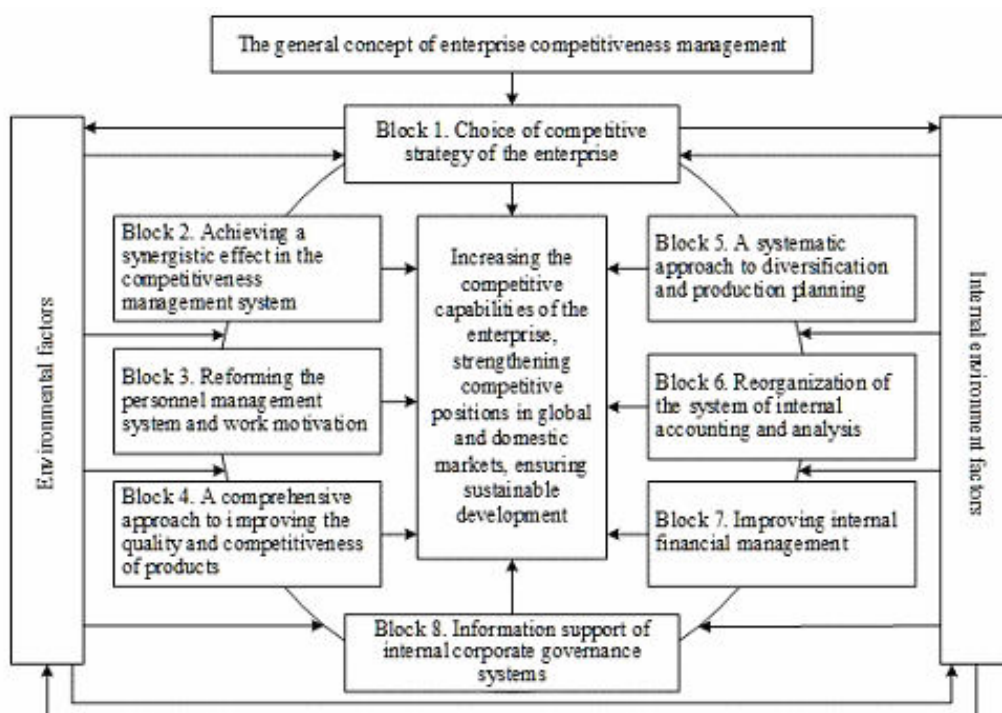 The general concept of enterprise competitiveness management
Block 1. Choice of competitive
strategy of the enterprise
Environmental factors
Block 2. Achieving a
synergistic effect in the
competitiveness
management system
Block 3. Reforming the
personnel management
system and work motivation
Block 4. A comprehensive
approach to improving the
quality and competitiveness
of products
Increasing the
competitive
capabilities of the
enterprise,
strengthening
competitive
positions in global
and domestic
markets, ensuring
sustainable
development
Block 5. A systematic
approach to diversification
and production planning
Block 6. Reorganization of
the system of internal
accounting and analysis
Block 7. Improving internal
financial management
Internal environment factors
Block 8. Information support of
internal corporate governance
systems